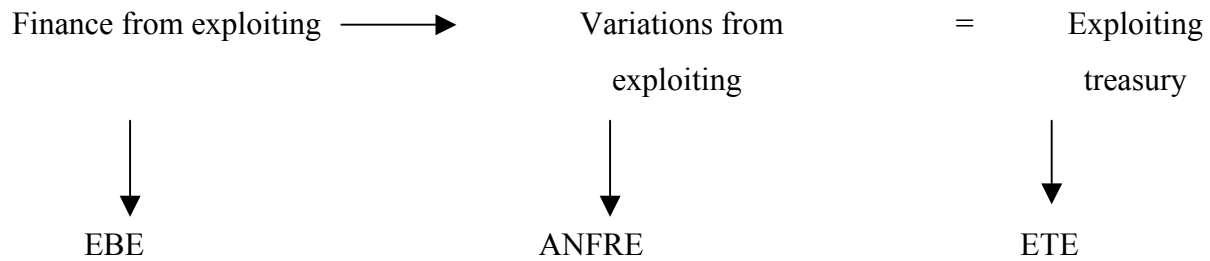 Finance from exploiting Variations from = Exploiting
exploiting treasury
EBE ANFRE ETE